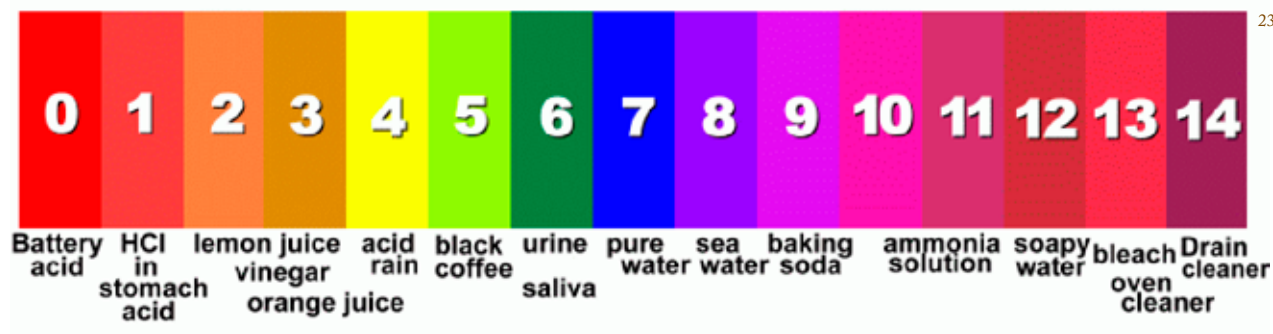 23
0 1 2 3 4 5 6 7 8 9 10 11 12 13 14
Battery acid
HCl in stomach acid
lemon juice
vinegar
orange juice
acid rain
black coffee
urine
saliva
pure water
sea water
baking soda
ammonia solution
soapy water
bleach
oven cleaner
Drain cleaner